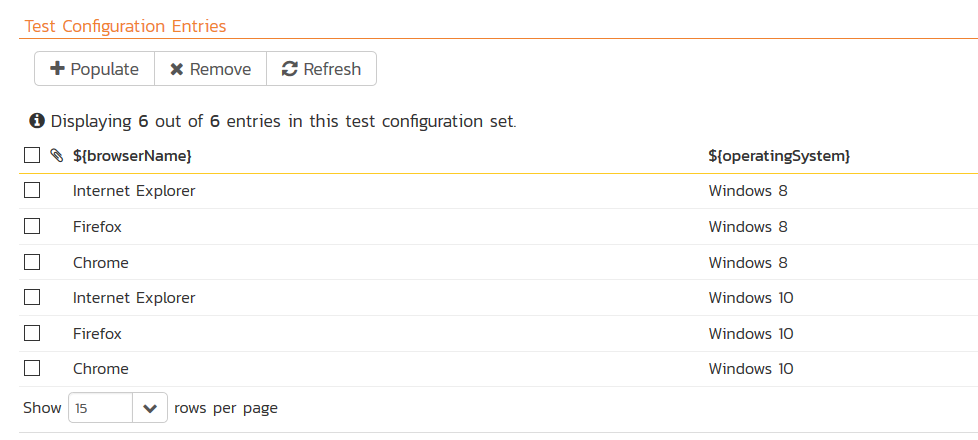 Test Configuration Entries
Populate Remove Refresh
Displaying 6 out of 6 entries in this test configuration set.
${browserName} ${operatingSystem}
Internet Explorer Windows 8
Firefox Windows 8
Chrome Windows 8
Internet Explorer Windows 10
Firefox Windows 10
Chrome Windows 10
Show 15 rows per page